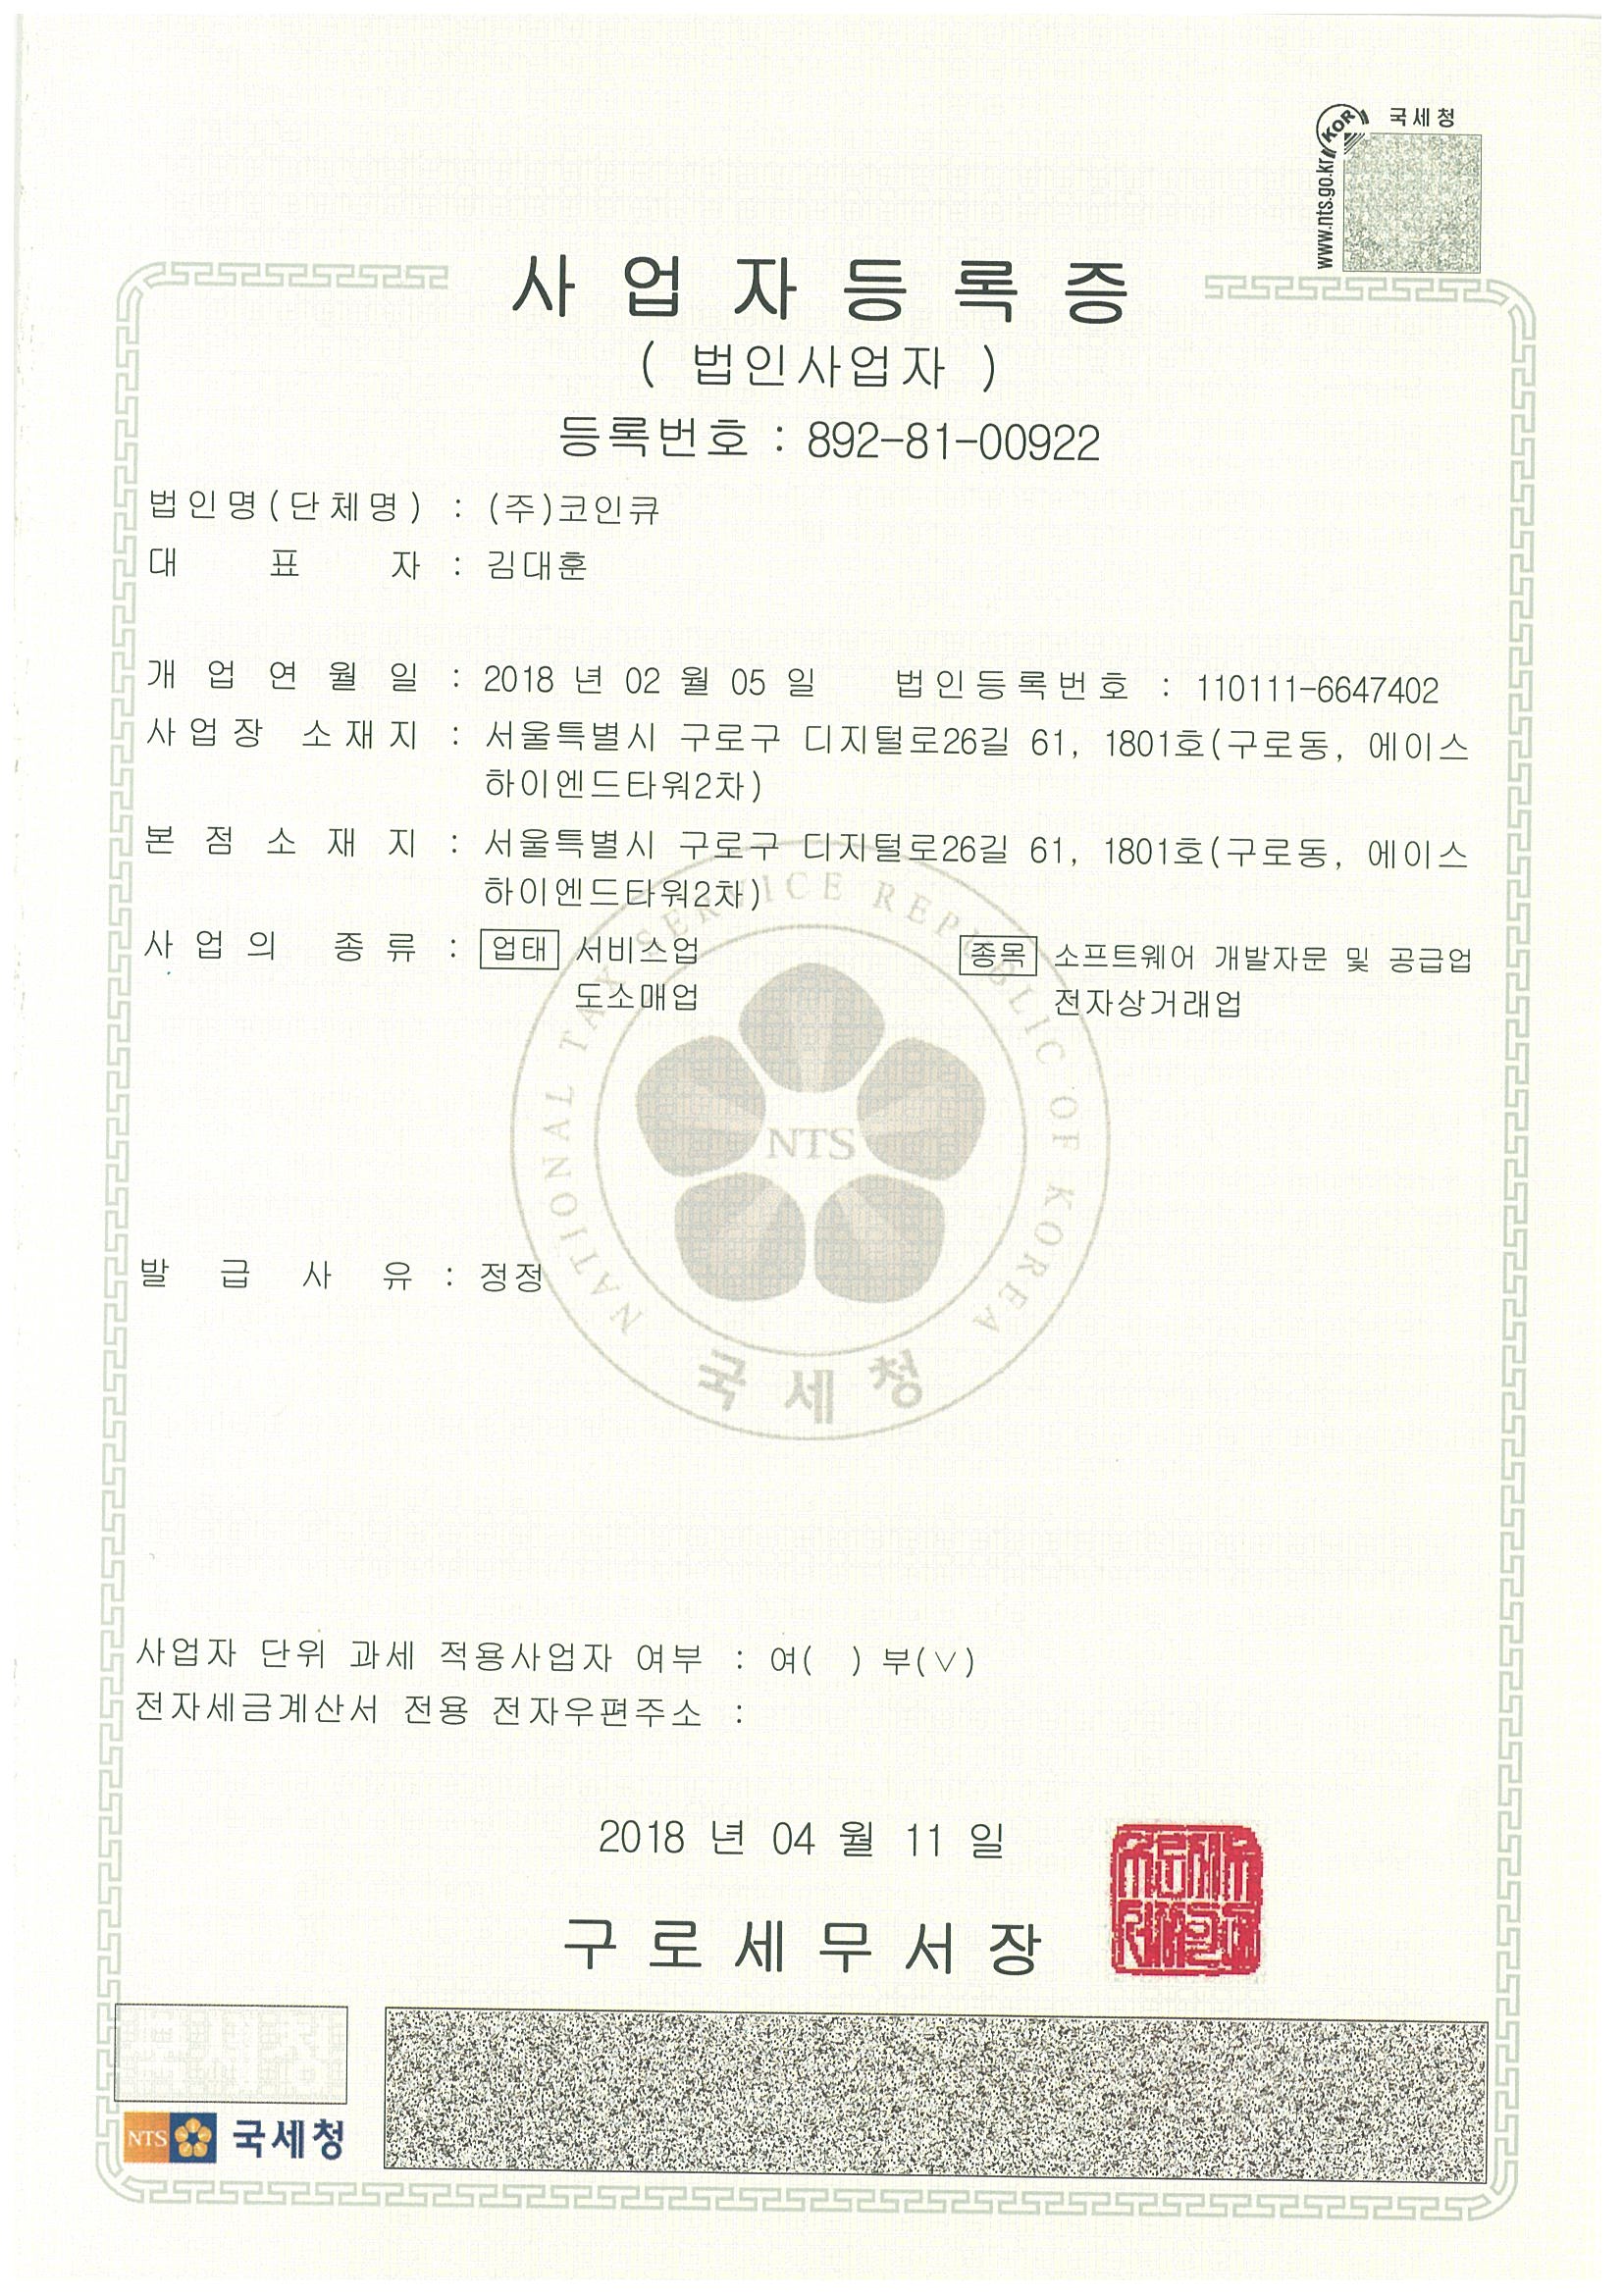 국세청
www.nts.go.kr
KOR
사업자등록증
( 법인사업자 )
등록번호 : 892-81-00922
법인명(단체명) : (주)코인큐
대 표 자 : 김대훈
개 업 연 월 일 : 2018 년 02 월 05 일 법인등록번호 : 110111-6647402
사업장 소재지 : 서울특별시 구로구 디지털로26길 61, 1801호(구로동, 에이스
하이엔드타워2차)
본 점 소 재 지 : 서울특별시 구로구 디지털로26길 61, 1801호(구로동, 에이스
하이엔드타워2차)
사 업 의 종 류 : 업태 서비스업 종목 소프트웨어 개발자문 및 공급업
도소매업 전자상거래업
NATIONAL TAX SERVICE REPUBLIC OF KOREA
NTS
국세청
발 급 사 유 : 정정
사업자 단위 과세 적용사업자 여부 : 여( ) 부(∨)
전자세금계산서 전용 전자우편주소 :
2018 년 04 월 11 일
구로세무서장
NTS 국세청